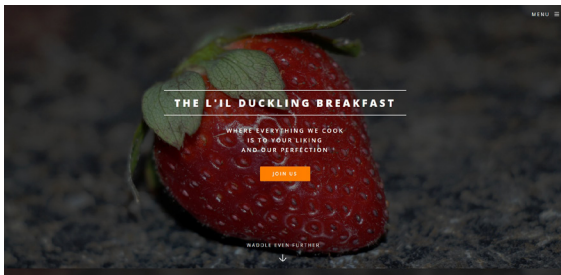 MENU
THE L'IL DUCKLING BREAKFAST
WHERE EVERYTHING WE COOK
IS TO YOUR LIKING
AND OUR PERFECTION
JOIN US
WADDLE EVEN FURTHER